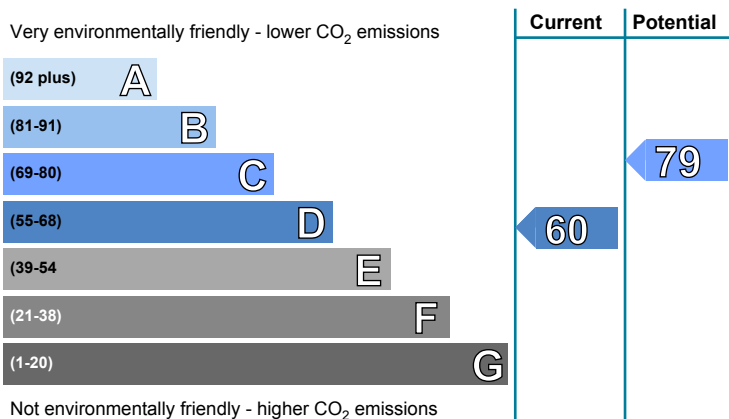 Current Potential
Very environmentally friendly - lower CO2 emissions
(92 plus) A
(81-91) B
(69-80) C
79
(55-68) D
60
(39-54 E
(21-38) F
(1-20) G
Not environmentally friendly - higher CO2 emissions